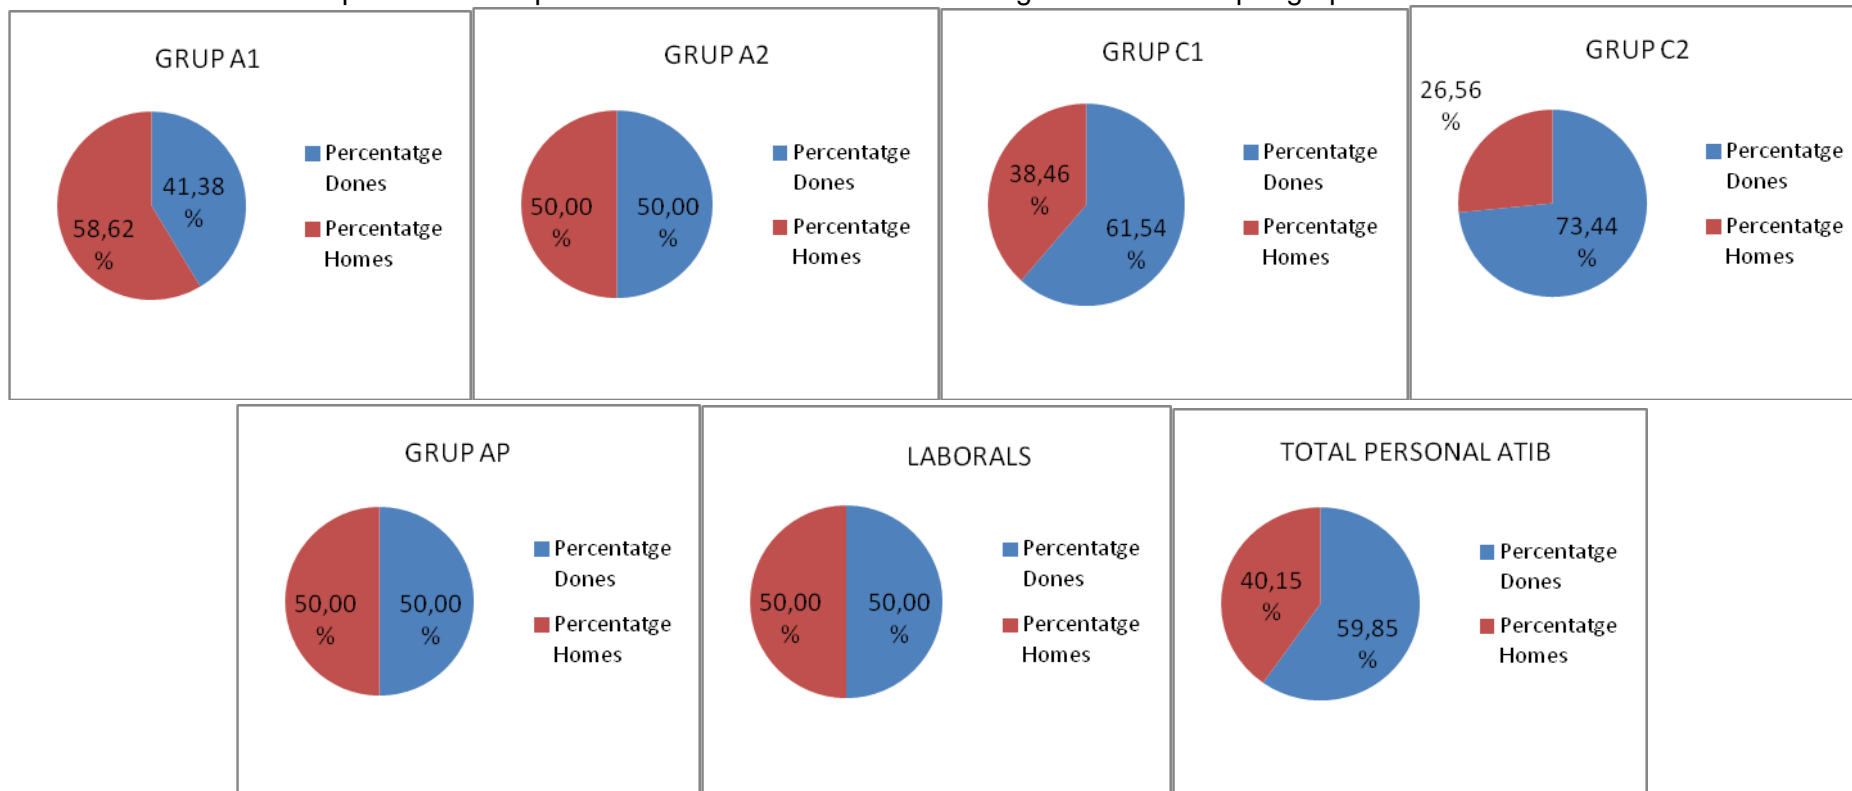 GRUP A1
41,38
%
58,62
%
Percentatge
Dones
Percentatge
Homes
GRUP A2
50,00
%
50,00
%
Percentatge
Dones
Percentatge
Homes
GRUP C1
38,46
%
61,54
%
Percentatge
Dones
Percentatge
Homes
GRUP C2
26,56
%
73,44
%
Percentatge
Dones
Percentatge
Homes
GRUP AP
50,00
%
50,00
%
Percentatge
Dones
Percentatge
Homes
LABORALS
50,00
%
50,00
%
Percentatge
Dones
Percentatge
Homes
TOTAL PERSONAL ATIB
40,15
%
59,85
%
Percentatge
Dones
Percentatge
Homes